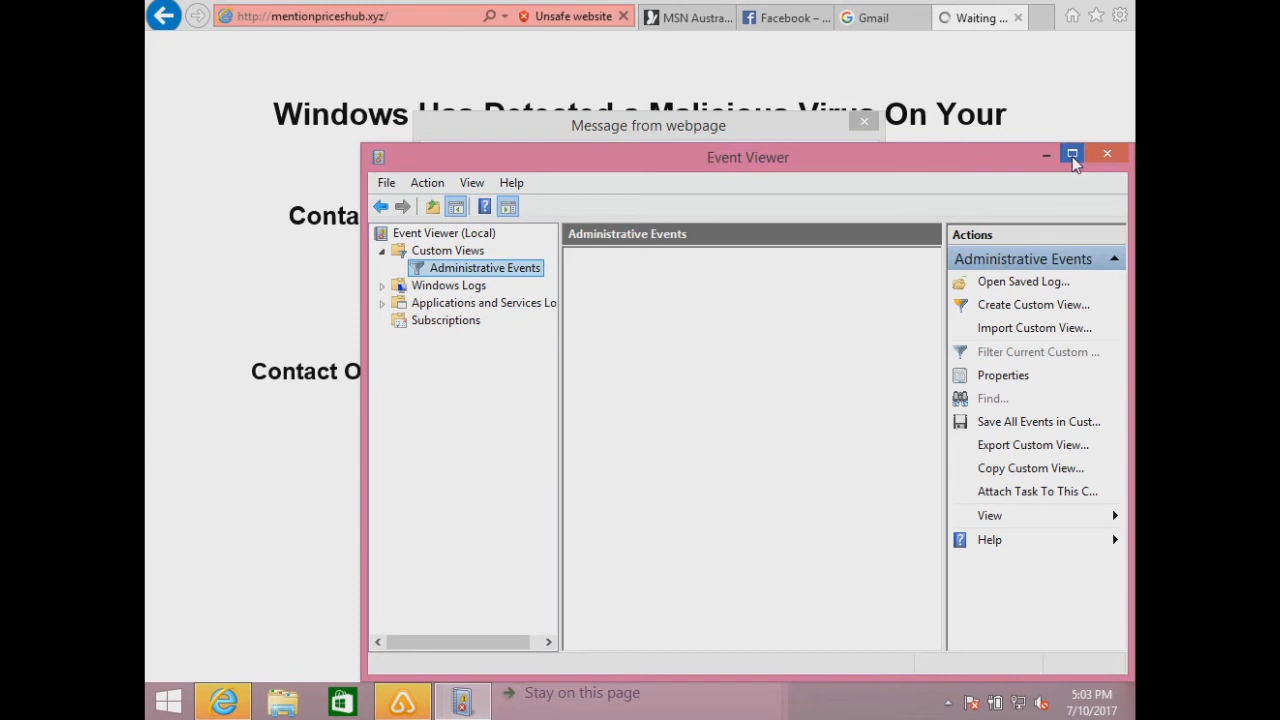 http://mentionpriceshub.xyz/
Unsafe website
MSN Austra...
Facebook – ...
Gmail
Waiting ...
Windows Has Detected a Malicious Virus On Your
Message from webpage
Event Viewer
File Action View Help
Conta
Contact O
Event Viewer (Local)
Custom Views
Administrative Events
Windows Logs
Applications and Services Lo
Subscriptions
Administrative Events
Actions
Administrative Events
Open Saved Log...
Create Custom View...
Import Custom View...
Filter Current Custom ...
Properties
Find...
Save All Events in Cust...
Export Custom View...
Copy Custom View...
Attach Task To This C...
View
Help
Stay on this page
5:03 PM
7/10/2017